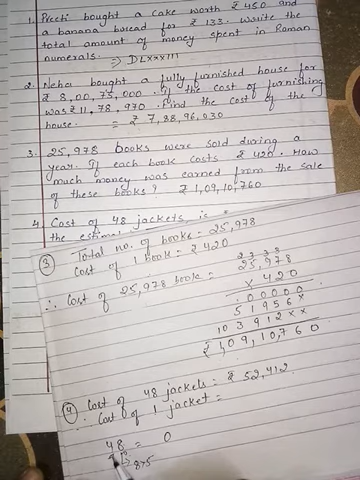 1. Preeti bought a cake worth ₹ 450 and
a banana bread for ₹ 133. Write the
total amount of money spent in Roman
numerals. ⇒ DLXXXIII
2. Neha bought a fully furnished house for
₹ 8,00,75,000. If the cost of furnishing
was ₹ 11,78,970. Find the cost of the
house. = ₹ 7,88,96,030
3. 25,978 books were sold during a
year. If each book costs ₹ 420. How
much money was earned from the sale
of these books? ₹ 1,09,10,760
4. Cost of 48 jackets is
the estimat
③ Total no. of books = 25,978
Cost of 1 book = ₹ 420
∴ Cost of 25,978 book =
25,978
× 420
00000
51956×
103912××
₹ 1,09,10,760
④ Cost of 48 jackets = ₹ 52,412
Cost of 1 jacket =
48 = 0
8>5